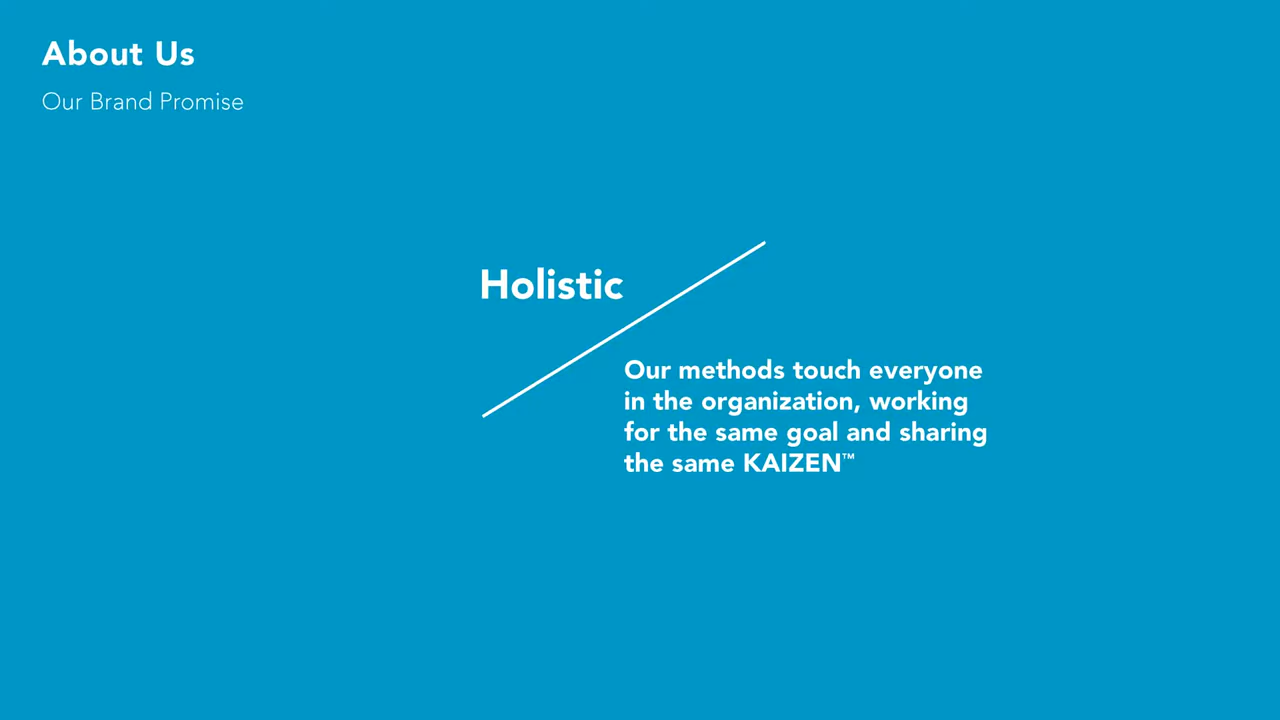 About Us
Our Brand Promise
Holistic
Our methods touch everyone
in the organization, working
for the same goal and sharing
the same KAIZEN™